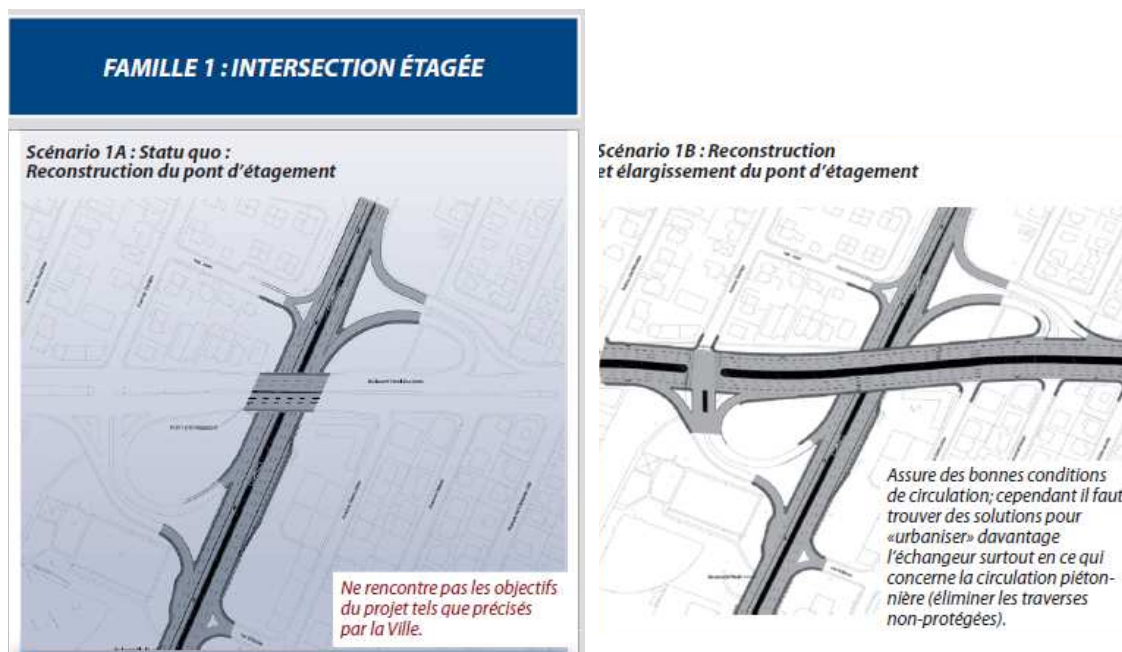 FAMILLE 1 : INTERSECTION ÉTAGÉE
Scénario 1A : Statu quo :
Reconstruction du pont d'étagement
Ne rencontre pas les objectifs
du projet tels que précisés
par la Ville.
Scénario 1B : Reconstruction
et élargissement du pont d'étagement
Assure des bonnes conditions
de circulation; cependant il faut
trouver des solutions pour
«urbaniser» davantage
l'échangeur surtout en ce qui
concerne la circulation piéton-
nière (éliminer les traverses
non-protégées).